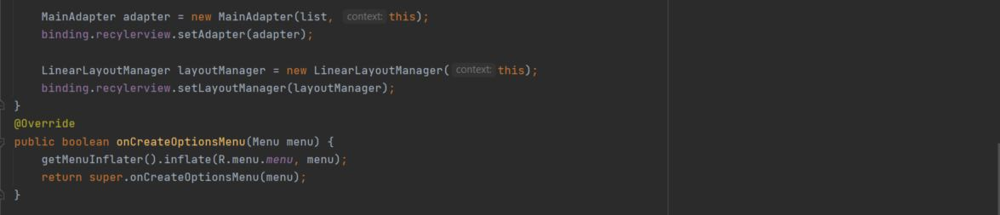 MainAdapter adapter = new MainAdapter(list, context: this);
binding.recylerview.setAdapter(adapter);
LinearLayoutManager layoutManager = new LinearLayoutManager( context: this);
binding.recylerview.setLayoutManager(layoutManager);
}
@Override
public boolean onCreateOptionsMenu(Menu menu) {
getMenuInflater().inflate(R.menu.menu, menu);
return super.onCreateOptionsMenu(menu);
}